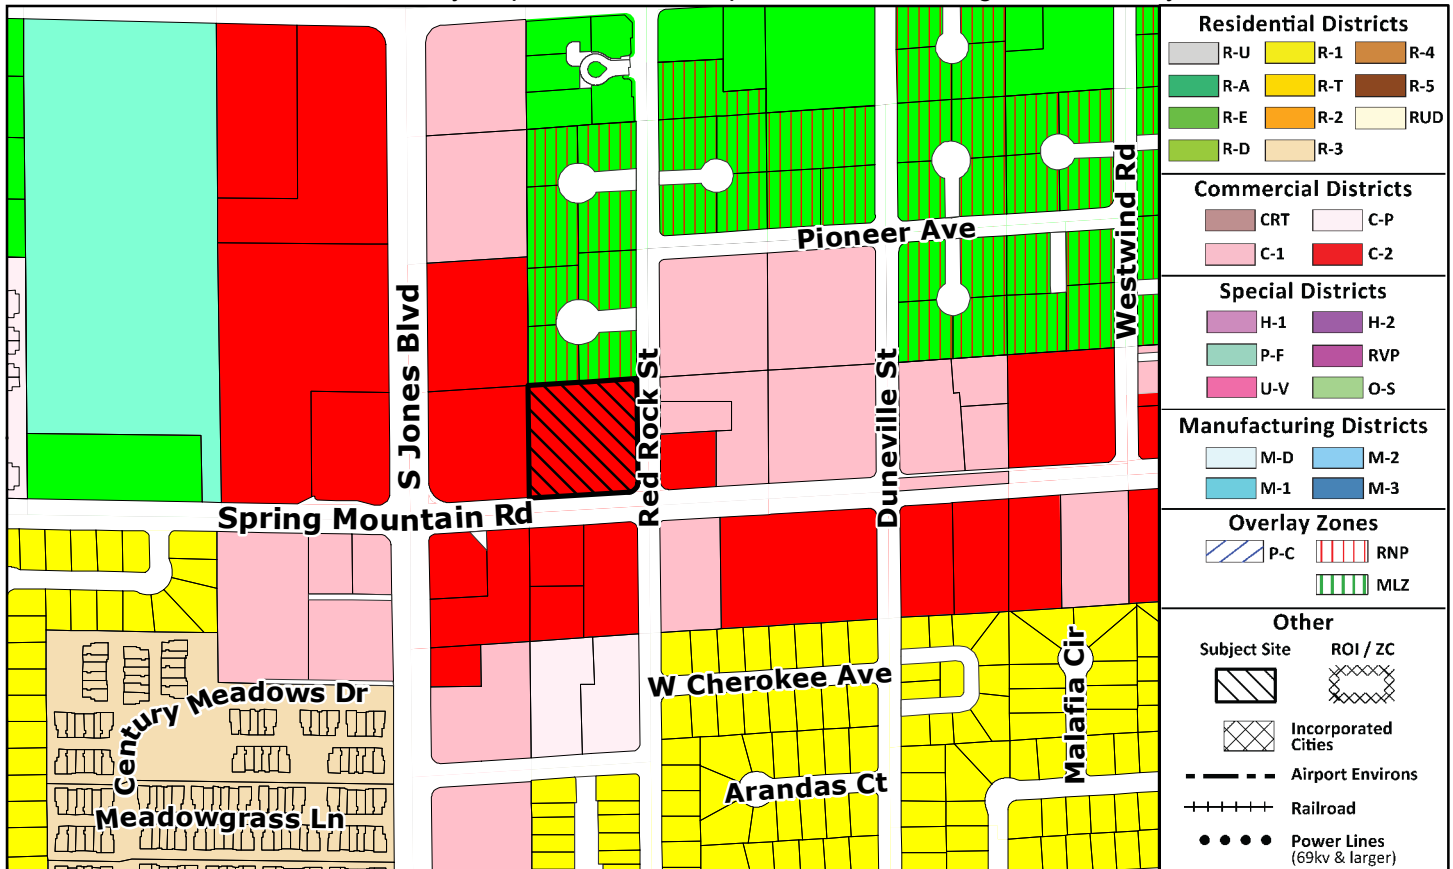 Pioneer Ave
Westwind Rd
S Jones Blvd
Red Rock St
Duneville St
Spring Mountain Rd
W Cherokee Ave
Malafia Cir
Century Meadows Dr
Arandas Ct
Meadowgrass Ln
Residential Districts
R-U R-1 R-4
R-A R-T R-5
R-E R-2 RUD
R-D R-3
Commercial Districts
CRT C-P
C-1 C-2
Special Districts
H-1 H-2
P-F RVP
U-V O-S
Manufacturing Districts
M-D M-2
M-1 M-3
Overlay Zones
P-C RNP
MLZ
Other
Subject Site ROI / ZC
Incorporated
Cities
Airport Environs
Railroad
Power Lines
(69kv & larger)